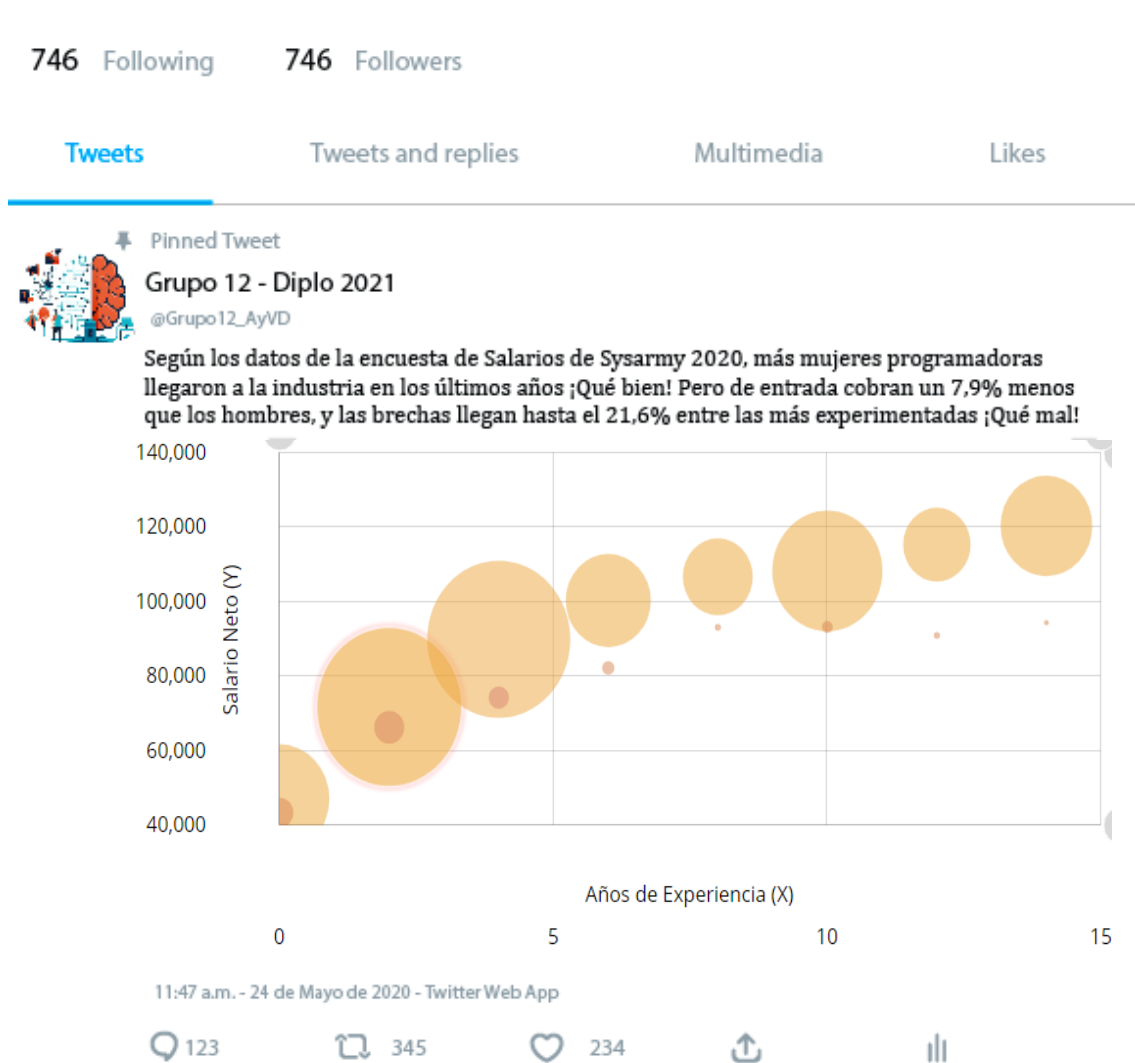 746 Following 746 Followers
Tweets Tweets and replies Multimedia Likes
Pinned Tweet
Grupo 12 - Diplo 2021
@Grupo12_AyVD
Según los datos de la encuesta de Salarios de Sysarmy 2020, más mujeres programadoras
llegaron a la industria en los últimos años ¡Qué bien! Pero de entrada cobran un 7,9% menos
que los hombres, y las brechas llegan hasta el 21,6% entre las más experimentadas ¡Qué mal!
140,000
120,000
100,000
80,000
60,000
40,000
Salario Neto (Y)
Años de Experiencia (X)
0 5 10 15
11:47 a.m. - 24 de Mayo de 2020 - Twitter Web App
123 345 234